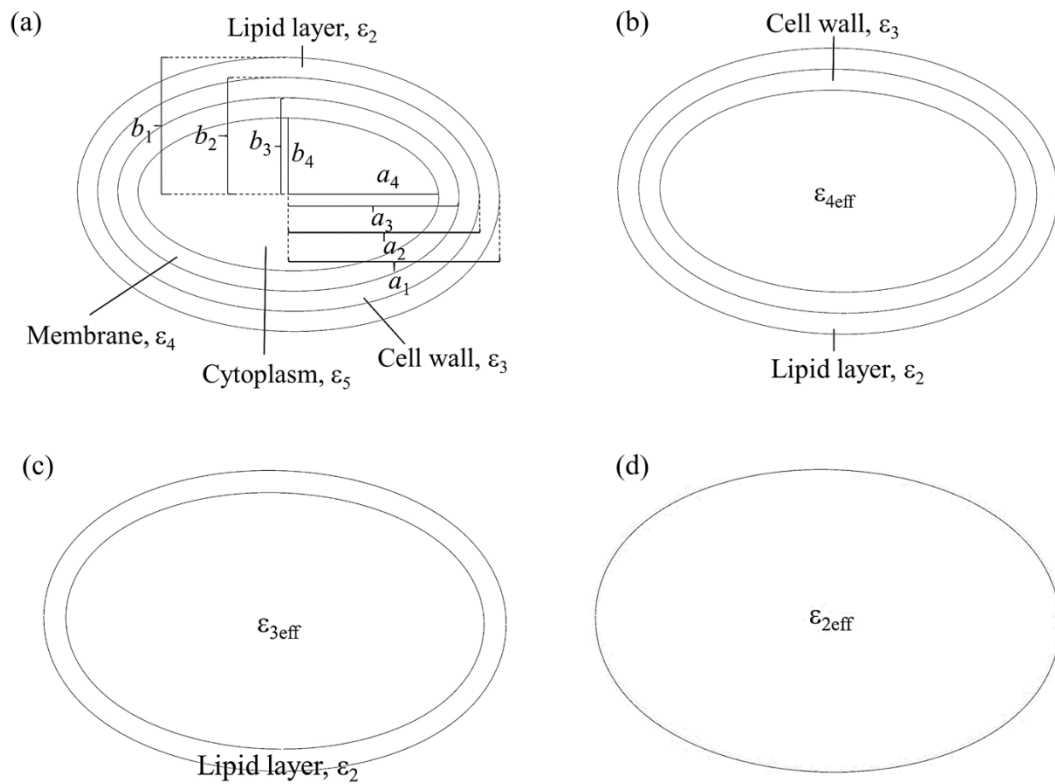 (a)
Lipid layer, ε₂
b₁
b₂
b₃
b₄
a₄
a₃
a₂
a₁
Membrane, ε₄
Cytoplasm, ε₅
Cell wall, ε₃
(b)
Cell wall, ε₃
ε₄eff
Lipid layer, ε₂
(c)
ε₃eff
Lipid layer, ε₂
(d)
ε₂eff